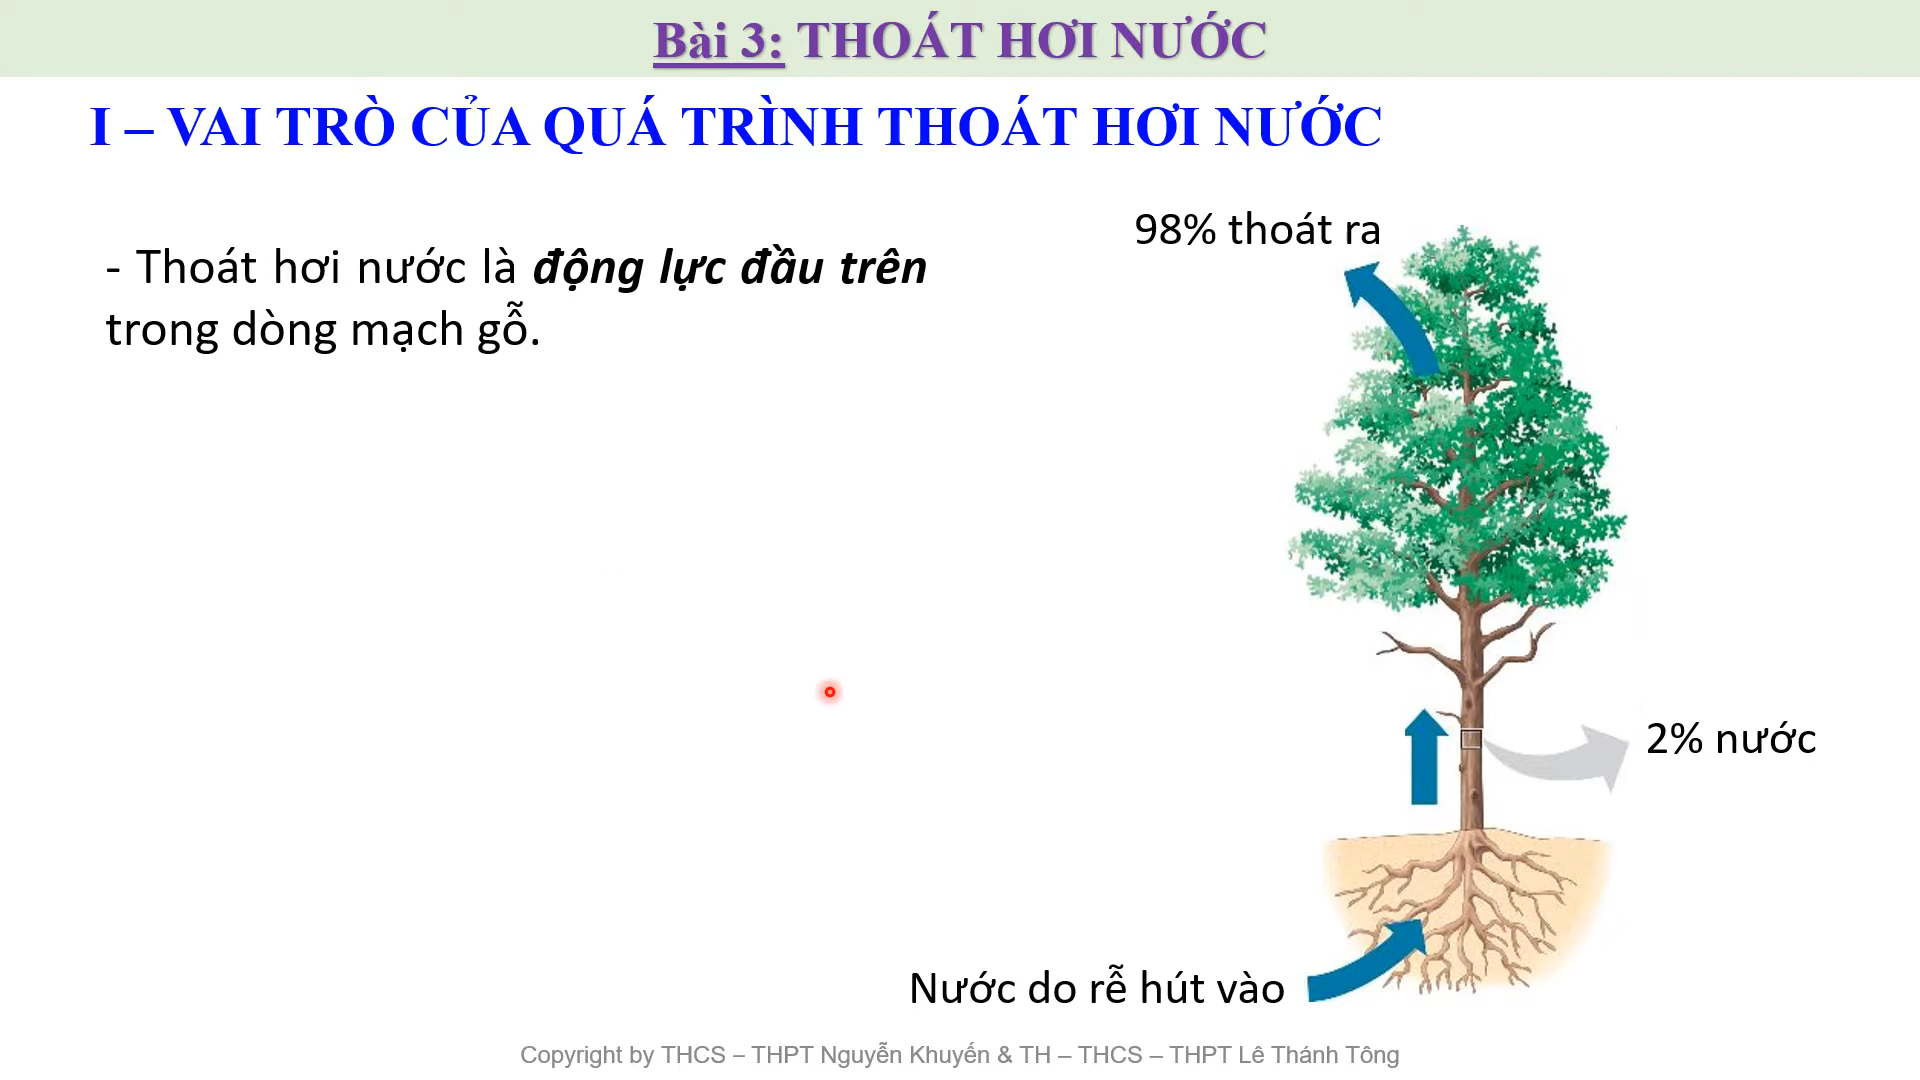 Bài 3: THOÁT HƠI NƯỚC
I – VAI TRÒ CỦA QUÁ TRÌNH THOÁT HƠI NƯỚC
98% thoát ra
- Thoát hơi nước là động lực đầu trên
trong dòng mạch gỗ.
2% nước
Nước do rễ hút vào
Copyright by THCS – THPT Nguyễn Khuyến & TH – THCS – THPT Lê Thánh Tông